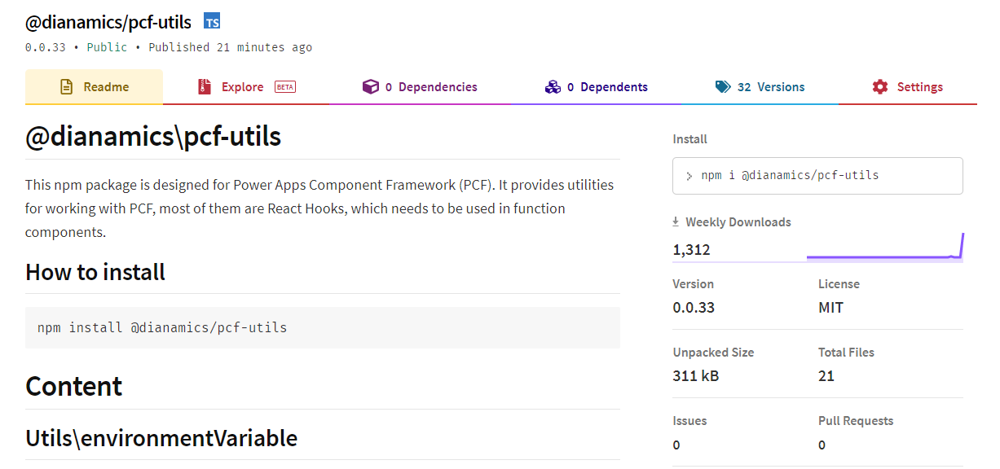 @dianamics/pcf-utils TS
0.0.33 • Public • Published 21 minutes ago
Readme
Explore BETA
0 Dependencies
0 Dependents
32 Versions
Settings
@dianamics\pcf-utils
This npm package is designed for Power Apps Component Framework (PCF). It provides utilities
for working with PCF, most of them are React Hooks, which needs to be used in function
components.
How to install
npm install @dianamics/pcf-utils
Content
Utils\environmentVariable
Install
> npm i @dianamics/pcf-utils
Weekly Downloads
1,312
Version
0.0.33
License
MIT
Unpacked Size
311 kB
Total Files
21
Issues
0
Pull Requests
0